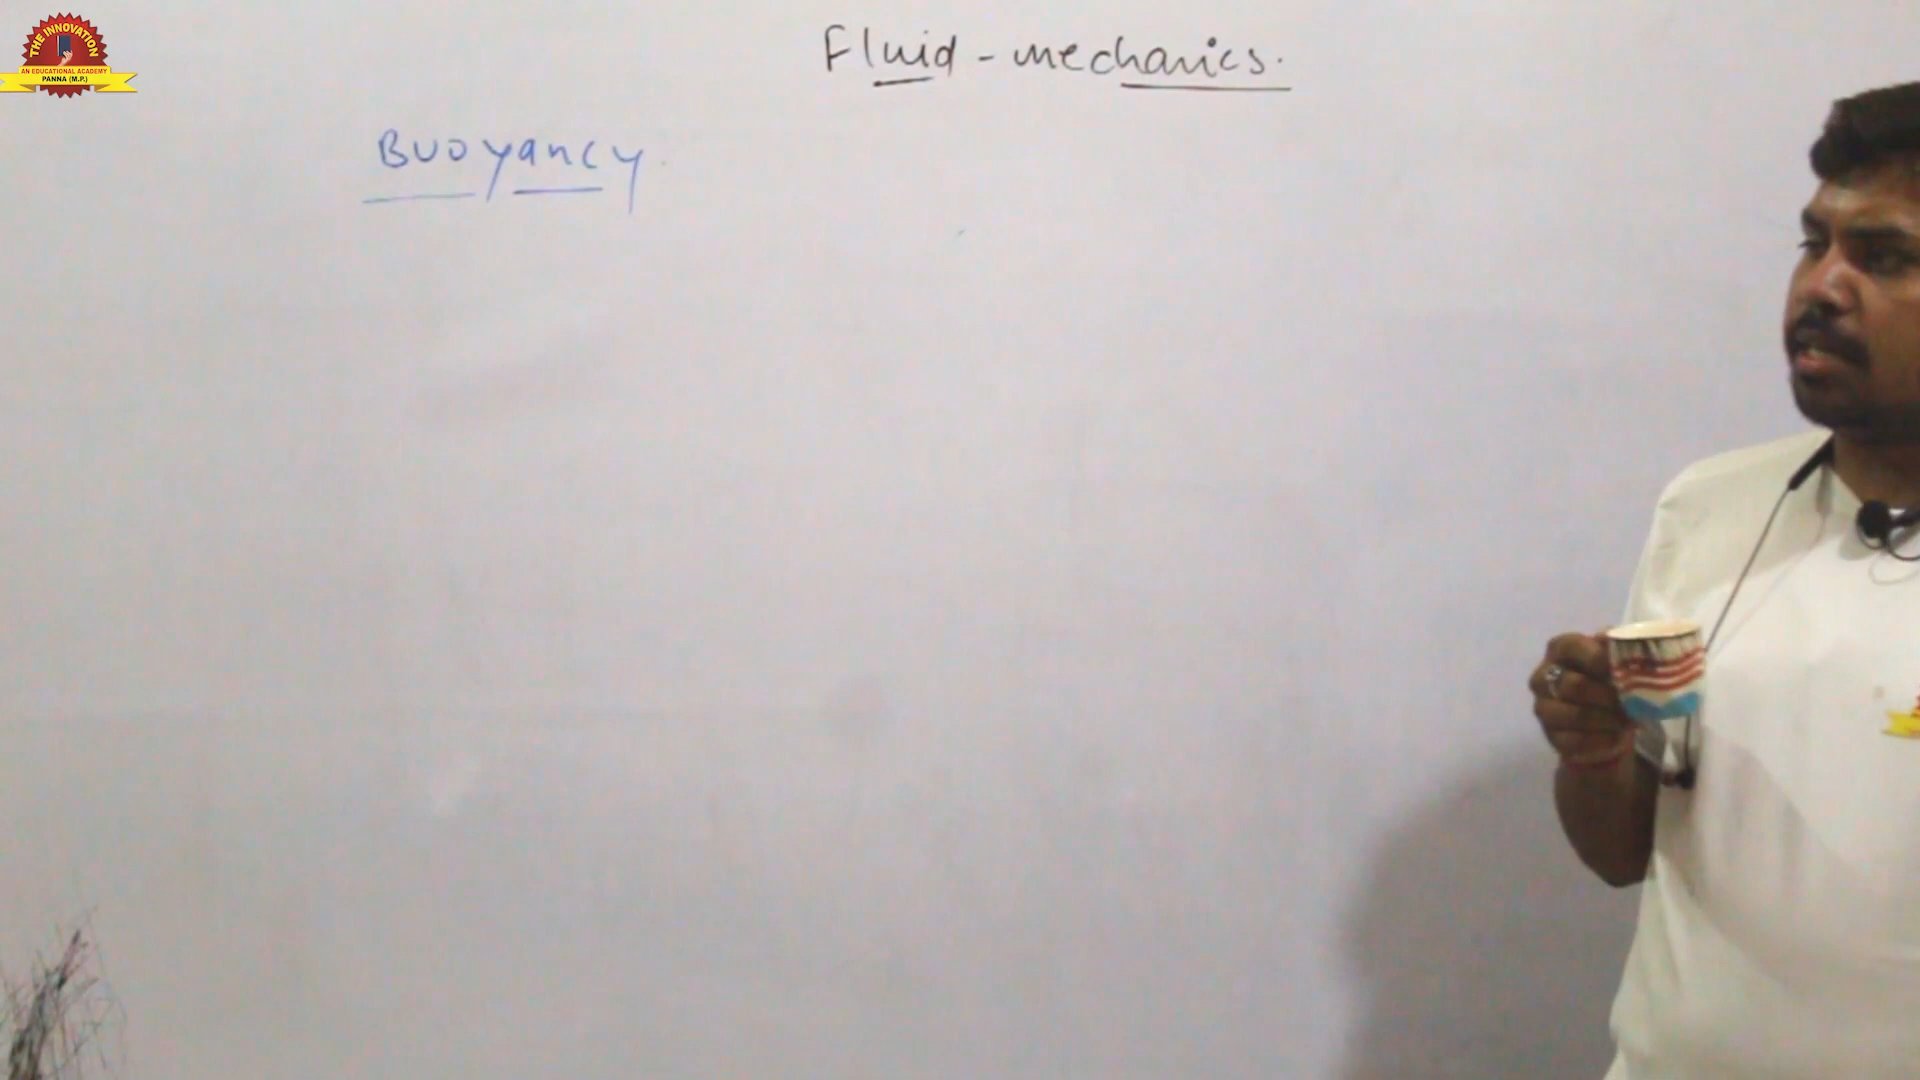 THE INNOVATION
AN EDUCATIONAL ACADEMY
PANNA (M.P.)
Fluid - mechanics.
Buoyancy